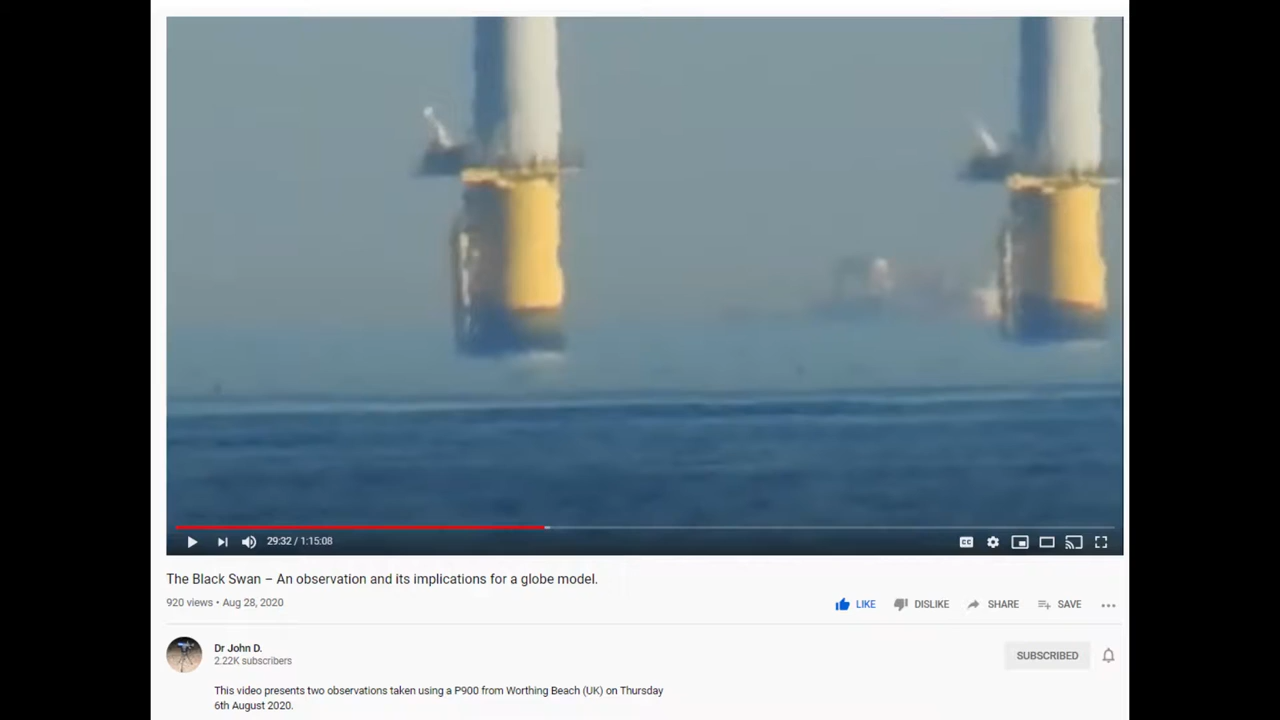 29:32 / 1:15:08
CC
The Black Swan – An observation and its implications for a globe model.
920 views • Aug 28, 2020
LIKE DISLIKE SHARE SAVE
Dr John D.
2.22K subscribers
SUBSCRIBED
This video presents two observations taken using a P900 from Worthing Beach (UK) on Thursday
6th August 2020.